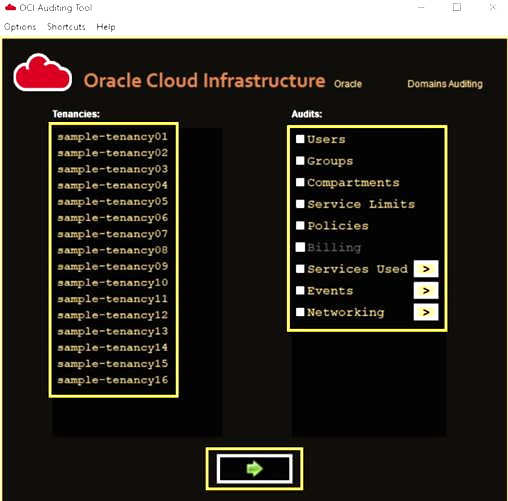 OCI Auditing Tool
Options Shortcuts Help
Oracle Cloud Infrastructure Oracle Domains Auditing
Tenancies:
sample-tenancy01
sample-tenancy02
sample-tenancy03
sample-tenancy04
sample-tenancy05
sample-tenancy06
sample-tenancy07
sample-tenancy08
sample-tenancy09
sample-tenancy10
sample-tenancy11
sample-tenancy12
sample-tenancy13
sample-tenancy14
sample-tenancy15
sample-tenancy16
Audits:
Users
Groups
Compartments
Service Limits
Policies
Billing
Services Used >
Events >
Networking >